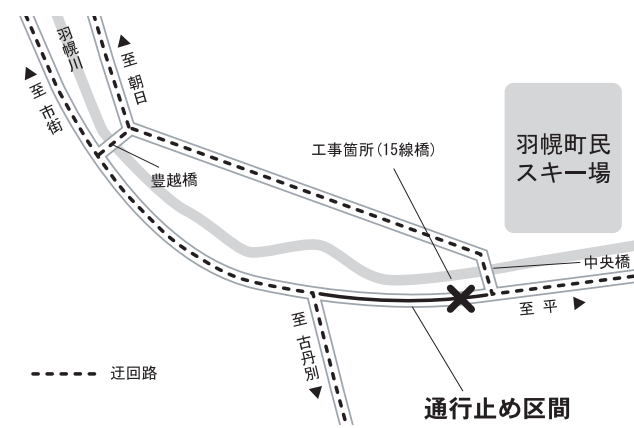 羽幌川
▲至 朝日
▲至 市街
豊越橋
工事箇所(15線橋)
羽幌町民
スキー場
中央橋
至 平 ▶
至 古丹別 ▼
迂回路
通行止め区間